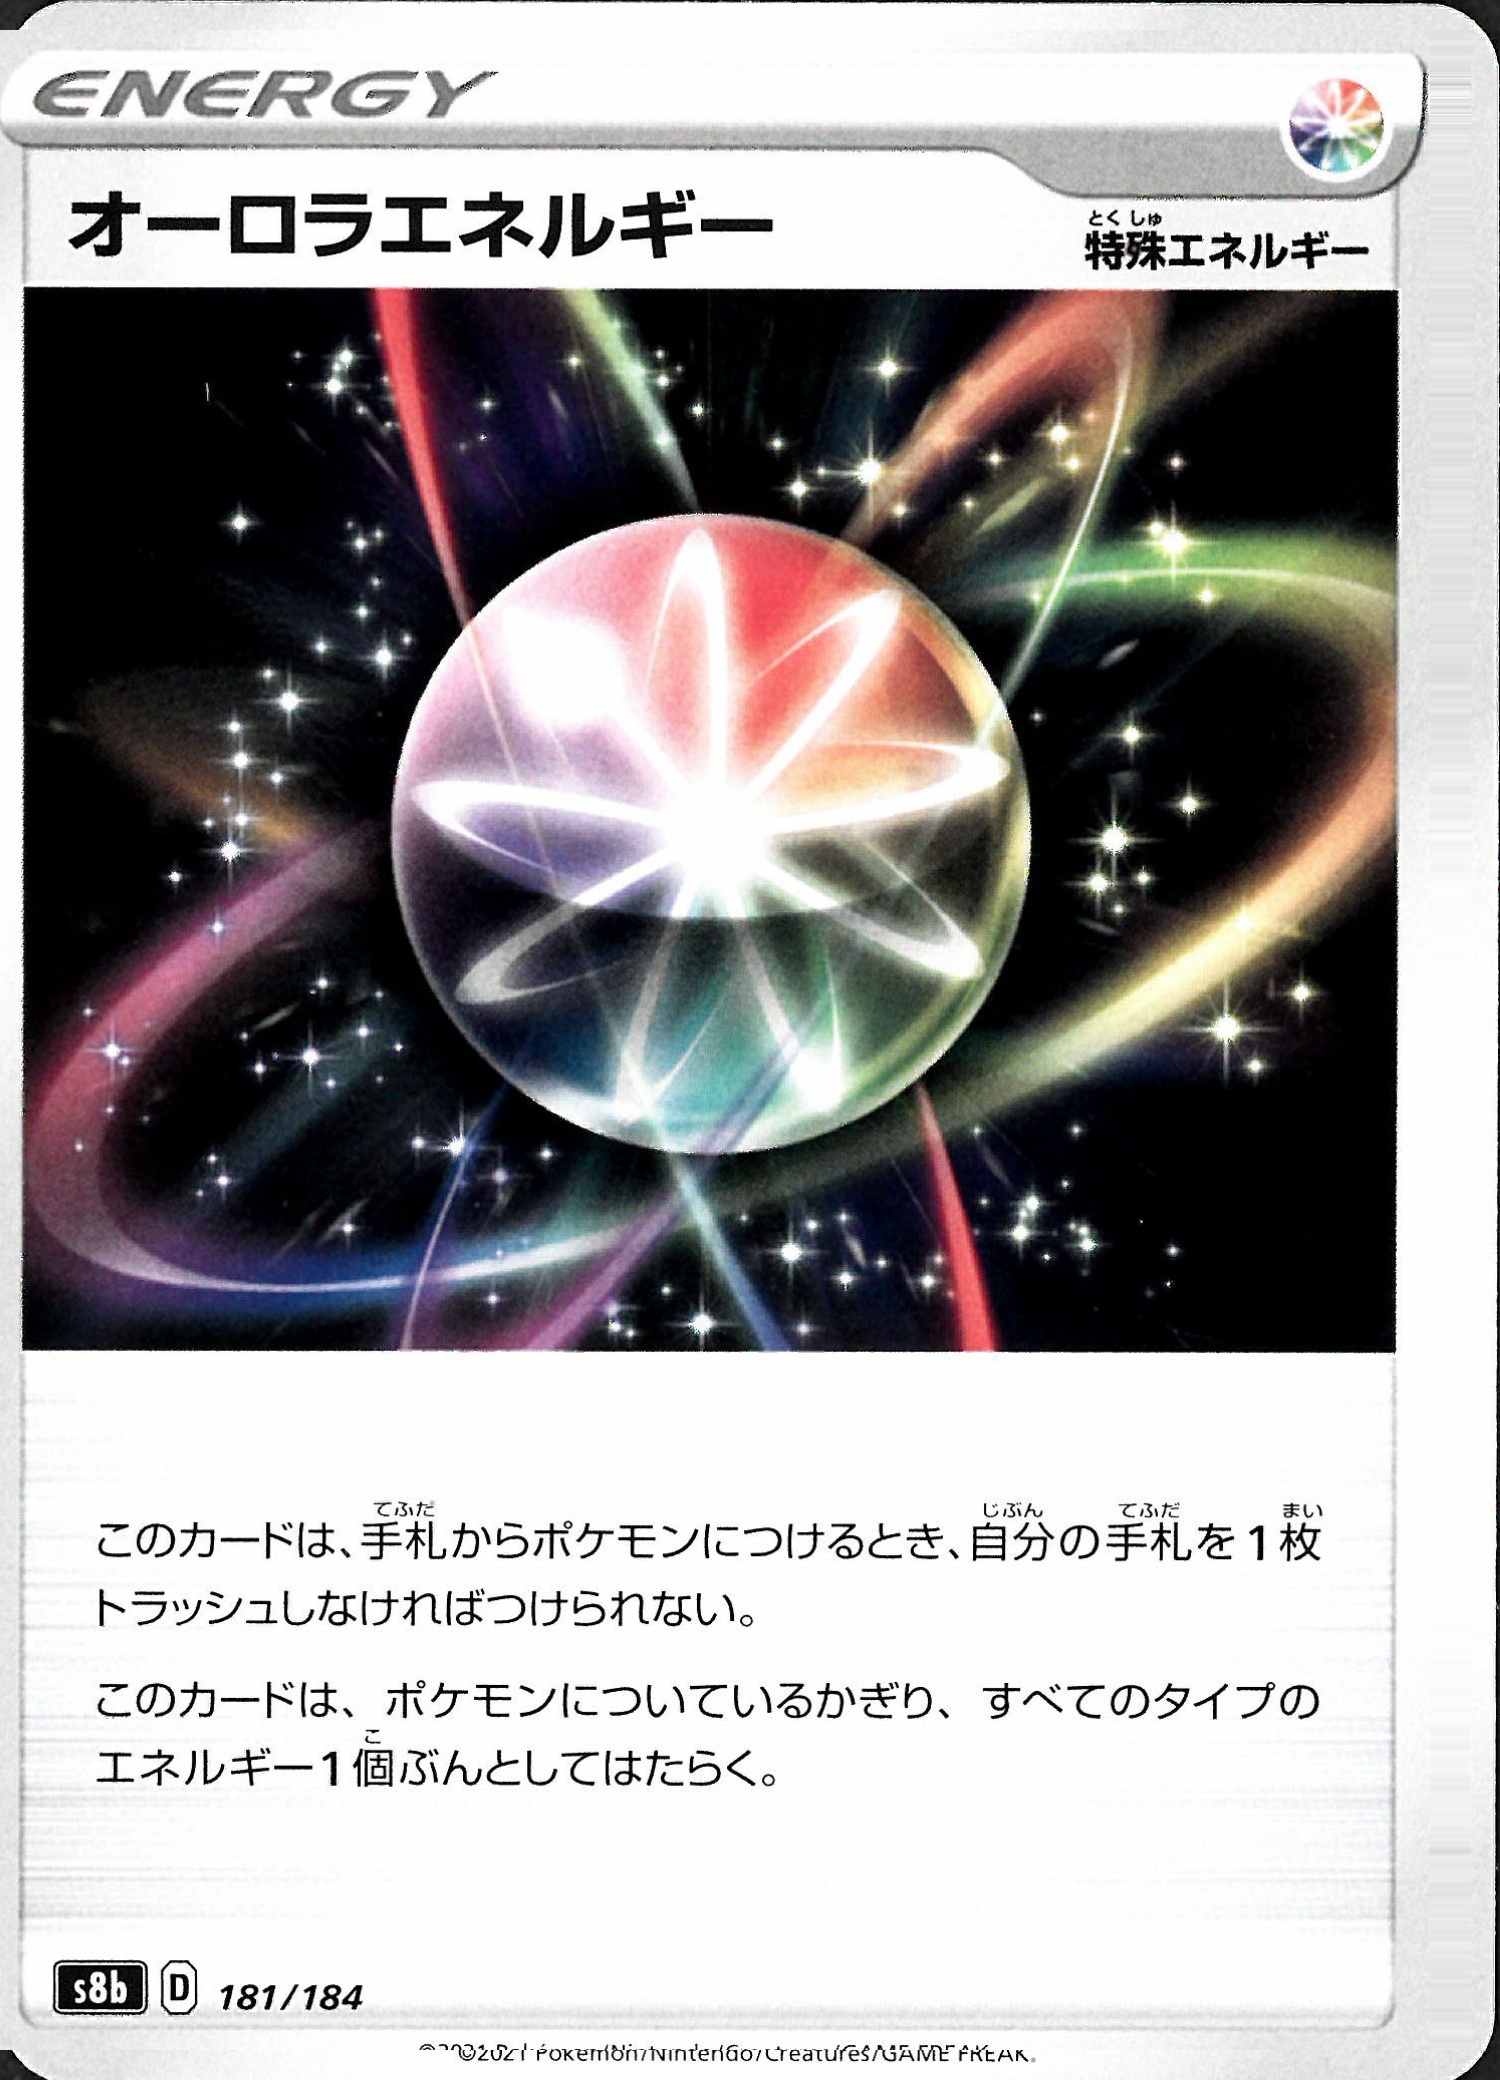 ENERGY
オーロラエネルギー
とくしゅ
特殊エネルギー
てふだ じぶん てふだ まい
このカードは、手札からポケモンにつけるとき、自分の手札を1枚
トラッシュしなければつけられない。
このカードは、ポケモンについているかぎり、すべてのタイプの
こ
エネルギー1個ぶんとしてはたらく。
s8b D 181/184
©2021 Pokémon/Nintendo/Creatures/GAME FREAK.